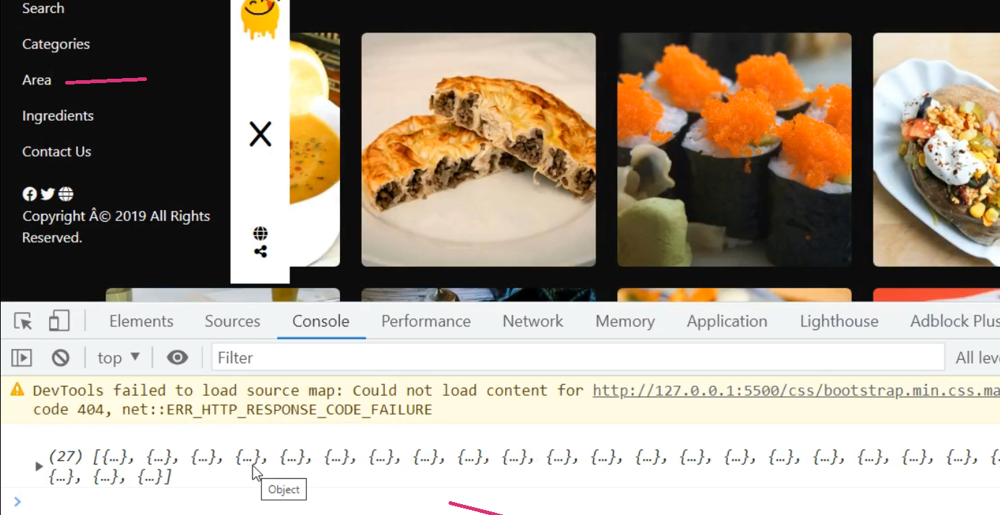 Search
Categories
Area
Ingredients
Contact Us
Copyright Â© 2019 All Rights
Reserved.
Elements Sources Console Performance Network Memory Application Lighthouse Adblock Plus
top Filter All lev
DevTools failed to load source map: Could not load content for http://127.0.0.1:5500/css/bootstrap.min.css.ma
code 404, net::ERR_HTTP_RESPONSE_CODE_FAILURE
(27) [{…}, {…}, {…}, {…}, {…}, {…}, {…}, {…}, {…}, {…}, {…}, {…}, {…}, {…}, {…}, {…}, {…}, {…}, {…}, {…}, {…
{…}, {…}, {…}]
Object